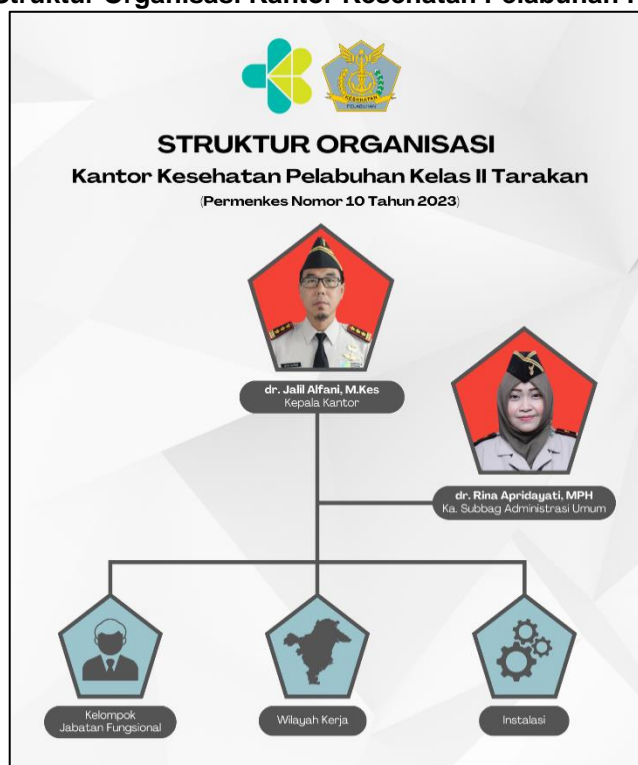 Struktur Organisasi Kantor Kesehatan Pelabuhan
KESEHATAN
PELABUHAN
STRUKTUR ORGANISASI
Kantor Kesehatan Pelabuhan Kelas II Tarakan
(Permenkes Nomor 10 Tahun 2023)
dr. Jalil Alfani, M.Kes
Kepala Kantor
dr. Rina Apridayati, MPH
Ka. Subbag Administrasi Umum
Kelompok
Jabatan Fungsional
Wilayah Kerja
Instalasi